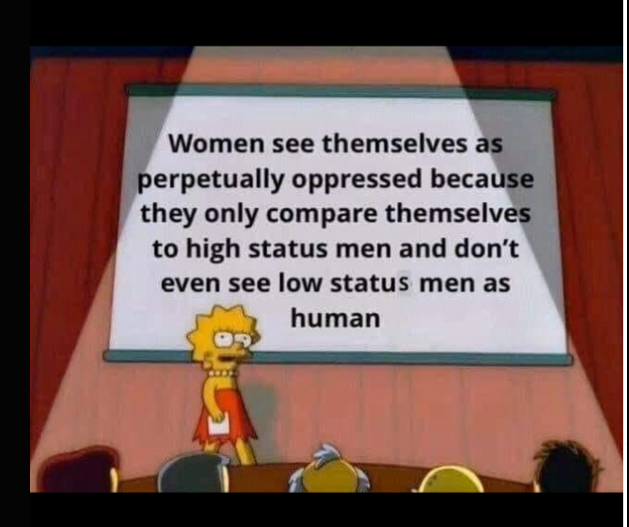 Women see themselves as
perpetually oppressed because
they only compare themselves
to high status men and don't
even see low status men as
human